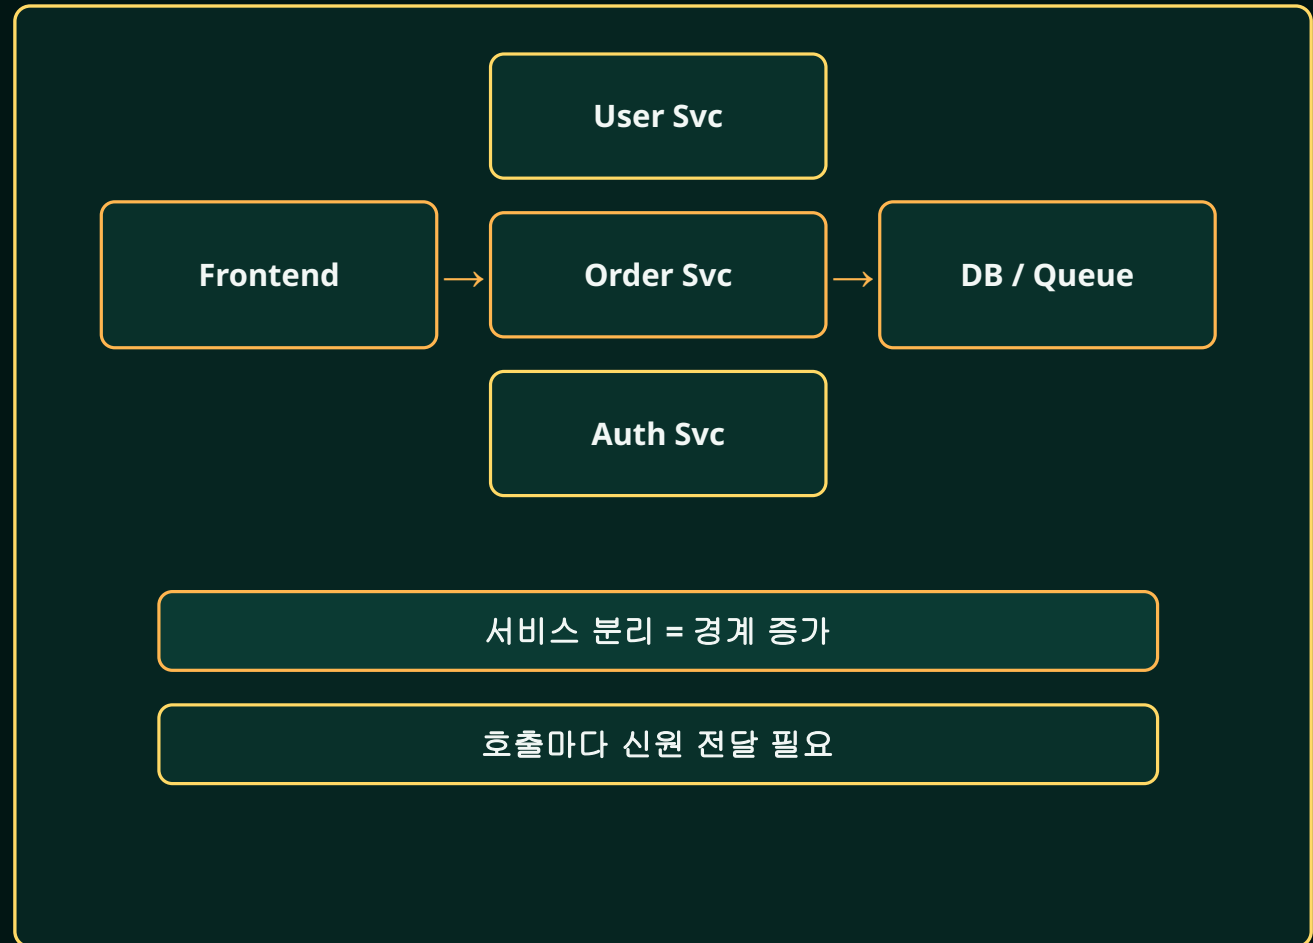 User Svc
Frontend → Order Svc → DB / Queue
Auth Svc
서비스 분리 = 경계 증가
호출마다 신원 전달 필요